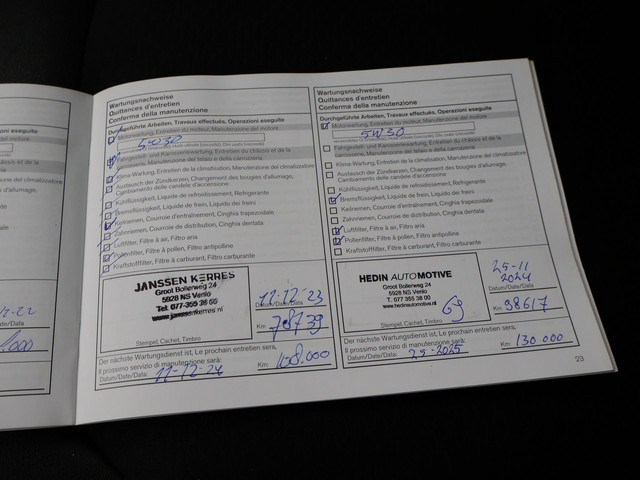 Wartungsnachweise
Quittances d'entretien
Conferma della manutenzione
Durchgeführte Arbeiten, Travaux effectués, Operazioni eseguite
Motorwartung, Entretien du moteur, Manutenzione del motore
5W30
Fahrgestell- und Karosseriewartung, Entretien du châssis et de la
carrosserie, Manutenzione del telaio e della carrozzeria
Klima-Wartung, Entretien de la climatisation, Manutenzione del climatizzatore
Austausch der Zündkerzen, Changement des bougies d'allumage,
Cambiamento delle candele d'accensione
Kühlflüssigkeit, Liquide de refroidissement, Refrigerante
Bremsflüssigkeit, Liquide de frein, Liquido dei freni
Keilriemen, Courroie d'entraînement, Cinghia trapezoidale
Zahnriemen, Courroie de distribution, Cinghia dentata
Luftfilter, Filtre à air, Filtro aria
Pollenfilter, Filtre à pollen, Filtro antipolline
Kraftstofffilter, Filtre à carburant, Filtro carburante
JANSSEN KERRES
Groot Bollerweg 24
5928 NS Venlo
Tel: 077-355 38 00
www.janssenkerres.nl
12-12-23
Datum/Date/Data
Km: 78739
Stempel, Cachet, Timbro
Der nächste Wartungsdienst ist, Le prochain entretien sera,
Il prossimo servizio di manutenzione sarà:
Datum/Date/Data: 11-12-24
Km: 108.000
Wartungsnachweise
Quittances d'entretien
Conferma della manutenzione
Durchgeführte Arbeiten, Travaux effectués, Operazioni eseguite
Motorwartung, Entretien du moteur, Manutenzione del motore
5W30
Fahrgestell- und Karosseriewartung, Entretien du châssis et de la
carrosserie, Manutenzione del telaio e della carrozzeria
Klima-Wartung, Entretien de la climatisation, Manutenzione del climatizzatore
Austausch der Zündkerzen, Changement des bougies d'allumage,
Cambiamento delle candele d'accensione
Kühlflüssigkeit, Liquide de refroidissement, Refrigerante
Bremsflüssigkeit, Liquide de frein, Liquido dei freni
Keilriemen, Courroie d'entraînement, Cinghia trapezoidale
Zahnriemen, Courroie de distribution, Cinghia dentata
Luftfilter, Filtre à air, Filtro aria
Pollenfilter, Filtre à pollen, Filtro antipolline
Kraftstofffilter, Filtre à carburant, Filtro carburante
HEDIN AUTOMOTIVE
Groot Bollerweg 24
5928 NS Venlo
T. 077 355 38 00
www.hedinautomotive.nl
25-11
2024
Datum/Date/Data
Km: 98617
Stempel, Cachet, Timbro
Der nächste Wartungsdienst ist, Le prochain entretien sera,
Il prossimo servizio di manutenzione sarà:
Datum/Date/Data: 25-2025
Km: 130 000
23